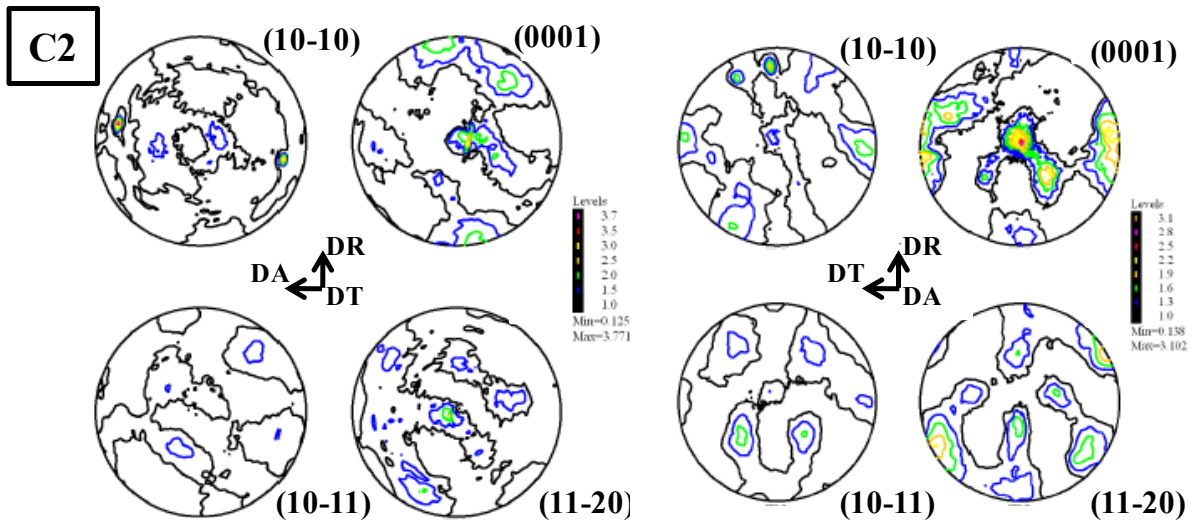 C2
(10-10)
(0001)
Levels
3.7
3.5
3.0
2.5
2.0
1.5
1.0
Min=0.125
Max=3.771
DR
DA
DT
(10-11)
(11-20)
(10-10)
(0001)
Levels
3.1
2.8
2.5
2.2
1.9
1.6
1.3
1.0
Min=0.138
Max=3.102
DR
DT
DA
(10-11)
(11-20)